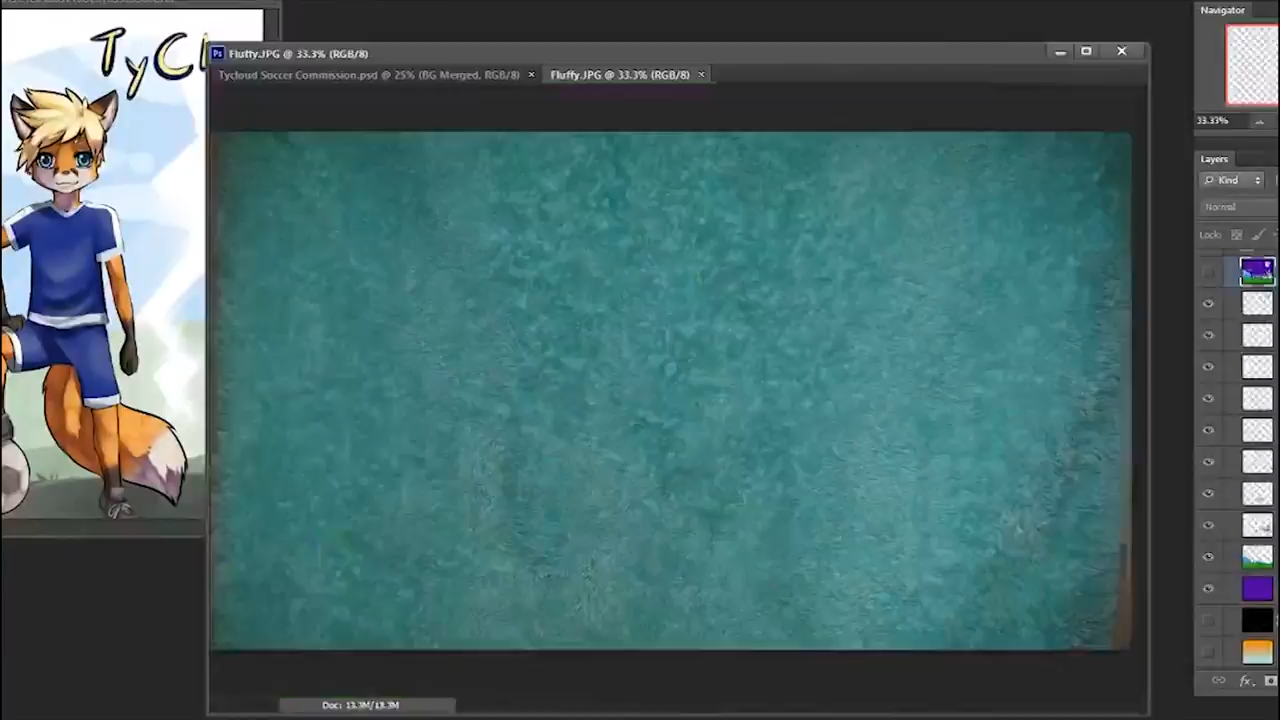 Navigator
TyCl
Fluffy.JPG @ 33.3% (RGB/8)
Tycloud Soccer Commission.psd @ 25% (BG Merged, RGB/8) × Fluffy.JPG @ 33.3% (RGB/8) ×
33.33%
Layers
Kind
Normal
Lock:
fx
Doc: 13.3M/13.3M